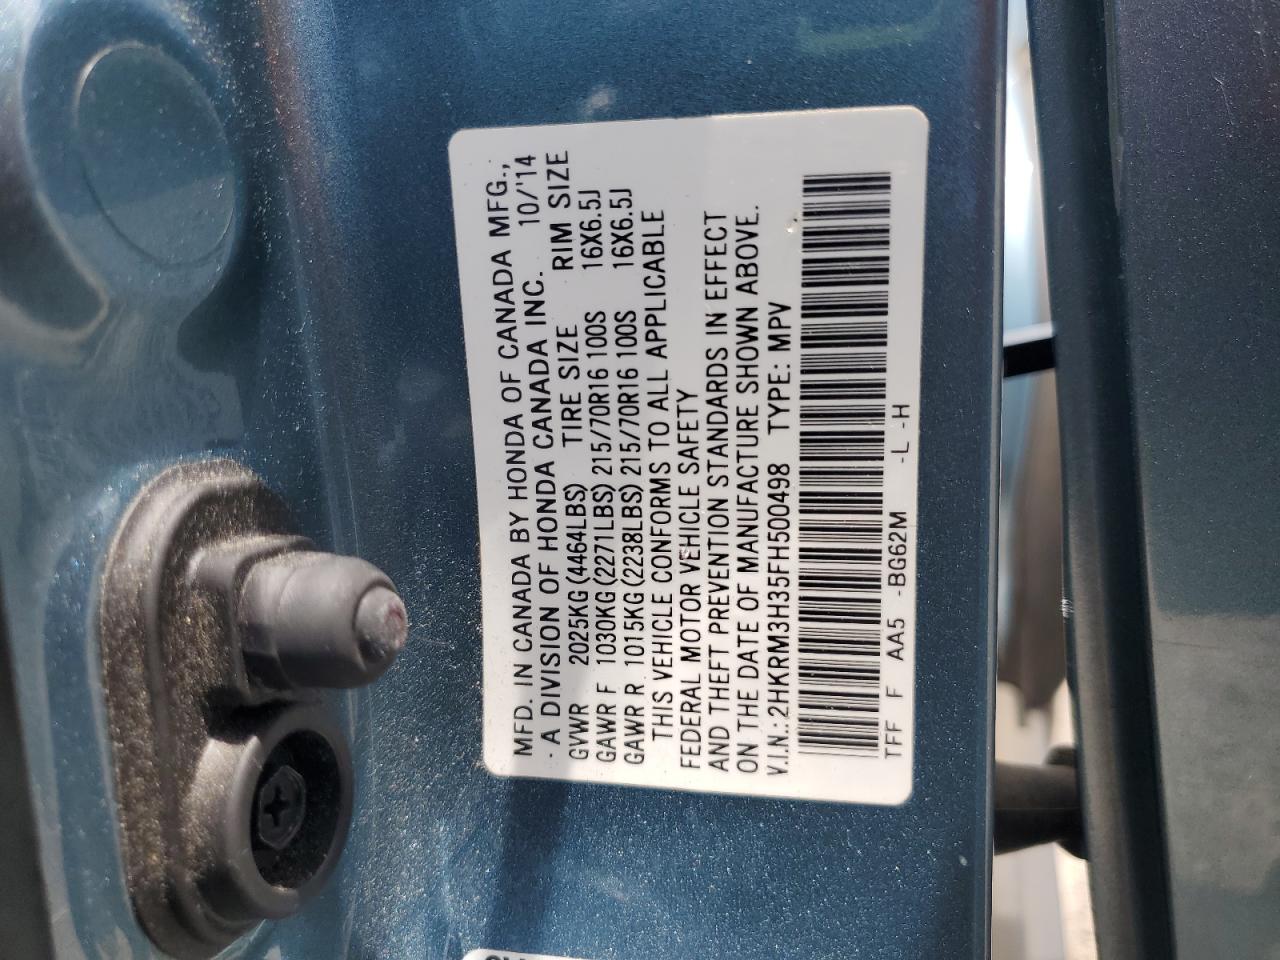 MFD. IN CANADA BY HONDA OF CANADA MFG.,
- A DIVISION OF HONDA CANADA INC. 10/'14
GVWR 2025KG(4464LBS) TIRE SIZE RIM SIZE
GAWR F 1030KG(2271LBS) 215/70R16 100S 16X6.5J
GAWR R 1015KG(2238LBS) 215/70R16 100S 16X6.5J
THIS VEHICLE CONFORMS TO ALL APPLICABLE
FEDERAL MOTOR VEHICLE SAFETY
AND THEFT PREVENTION STANDARDS IN EFFECT
ON THE DATE OF MANUFACTURE SHOWN ABOVE.
V.I.N.:2HKRM3H35FH500498 TYPE: MPV
TFF F AA5 -BG62M -L -H